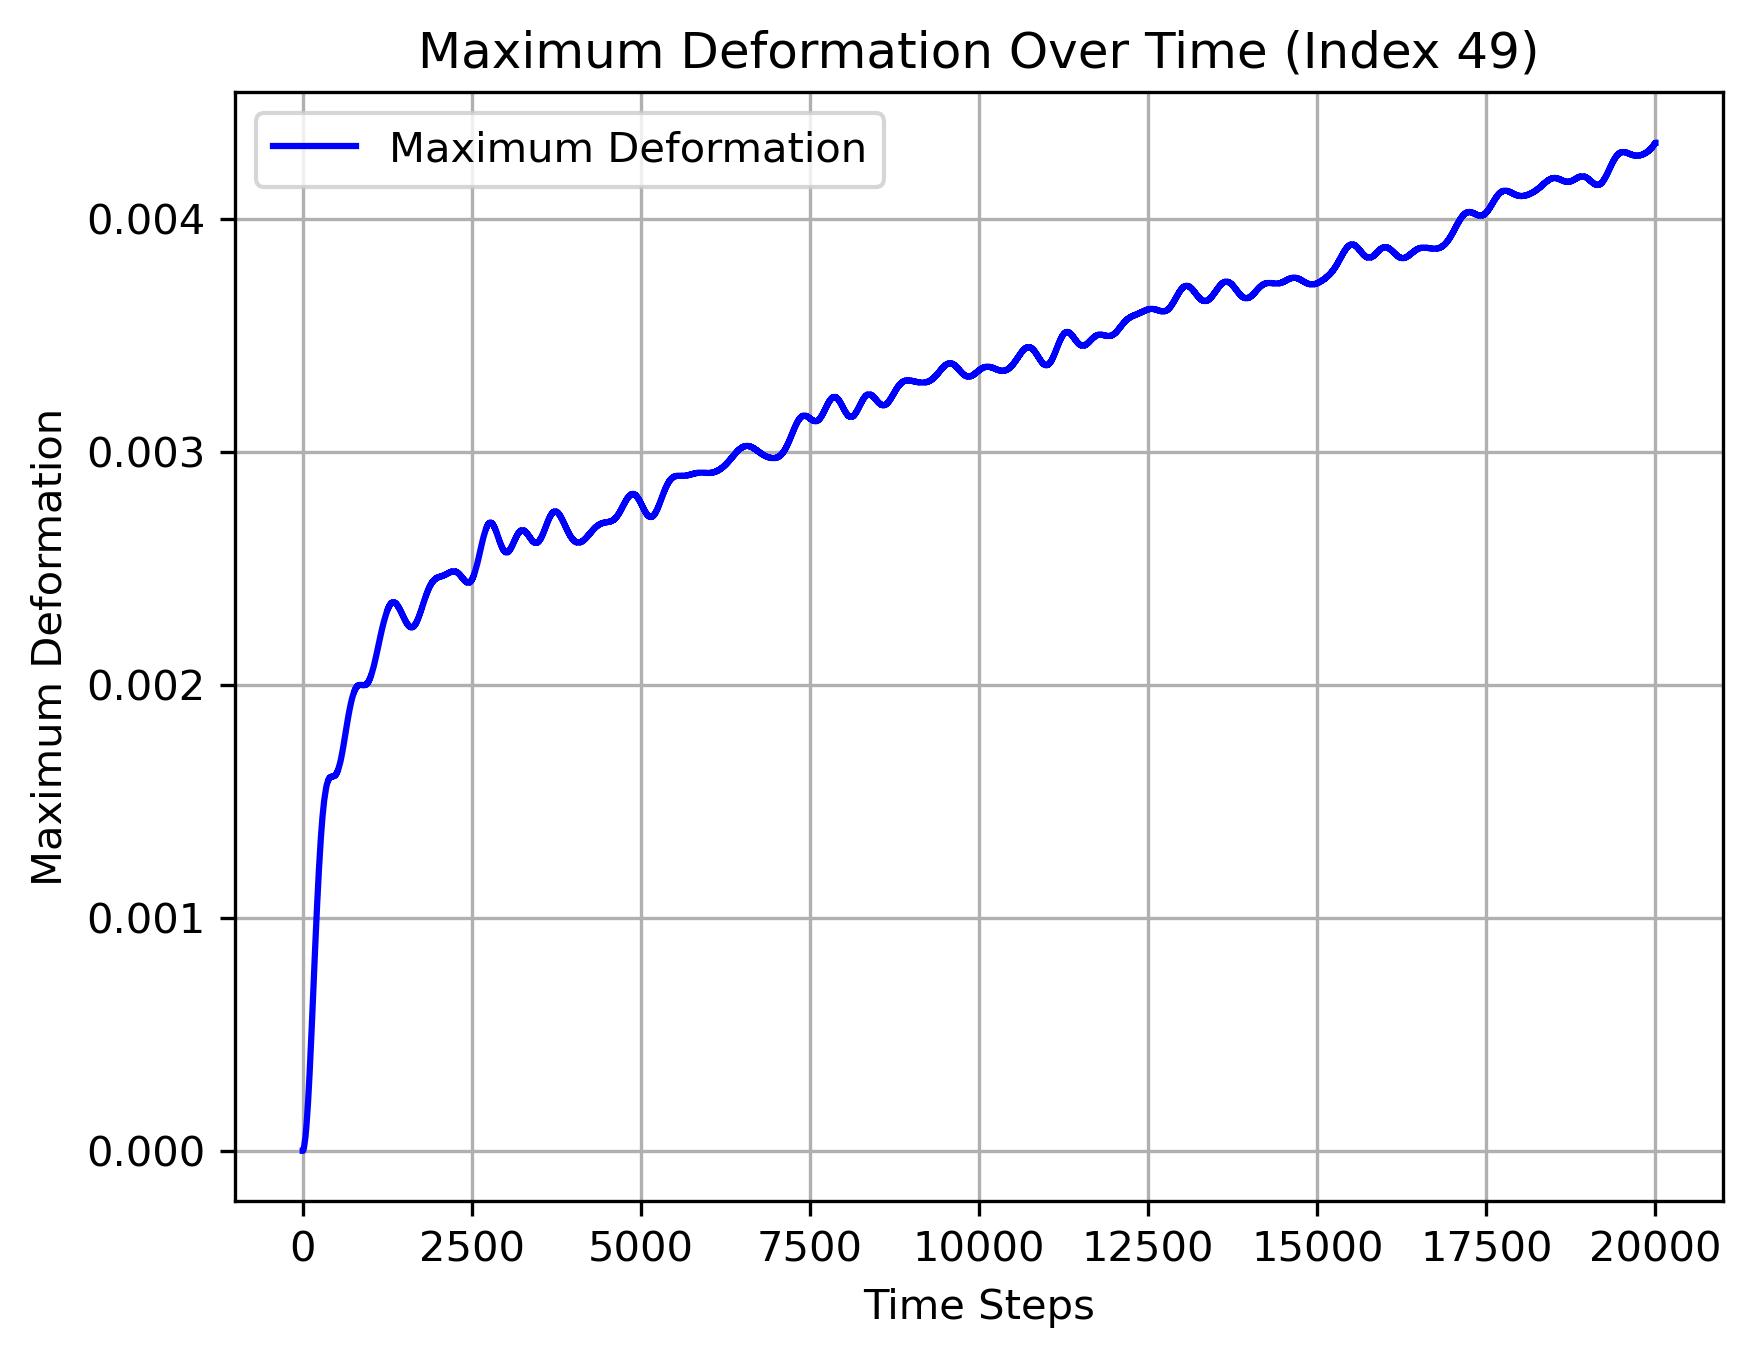 Maximum Deformation Over Time (Index 49)
Maximum Deformation
0.004
0.003
0.002
0.001
0.000
Maximum Deformation
0 2500 5000 7500 10000 12500 15000 17500 20000
Time Steps